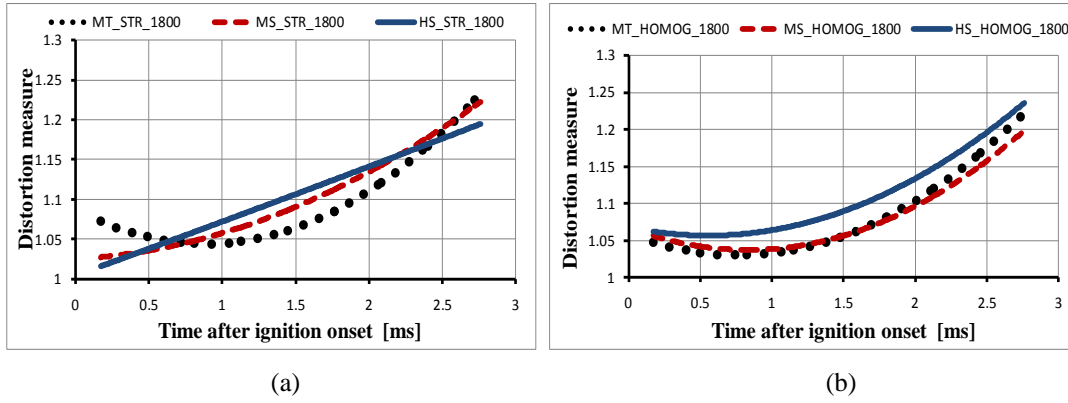 MT_STR_1800 MS_STR_1800 HS_STR_1800
1.3
1.25
1.2
1.15
1.1
1.05
1
0 0.5 1 1.5 2 2.5 3
Distortion measure
Time after ignition onset [ms]
(a)
MT_HOMOG_1800 MS_HOMOG_1800 HS_HOMOG_1800
1.3
1.25
1.2
1.15
1.1
1.05
1
0 0.5 1 1.5 2 2.5 3
Distortion measure
Time after ignition onset [ms]
(b)